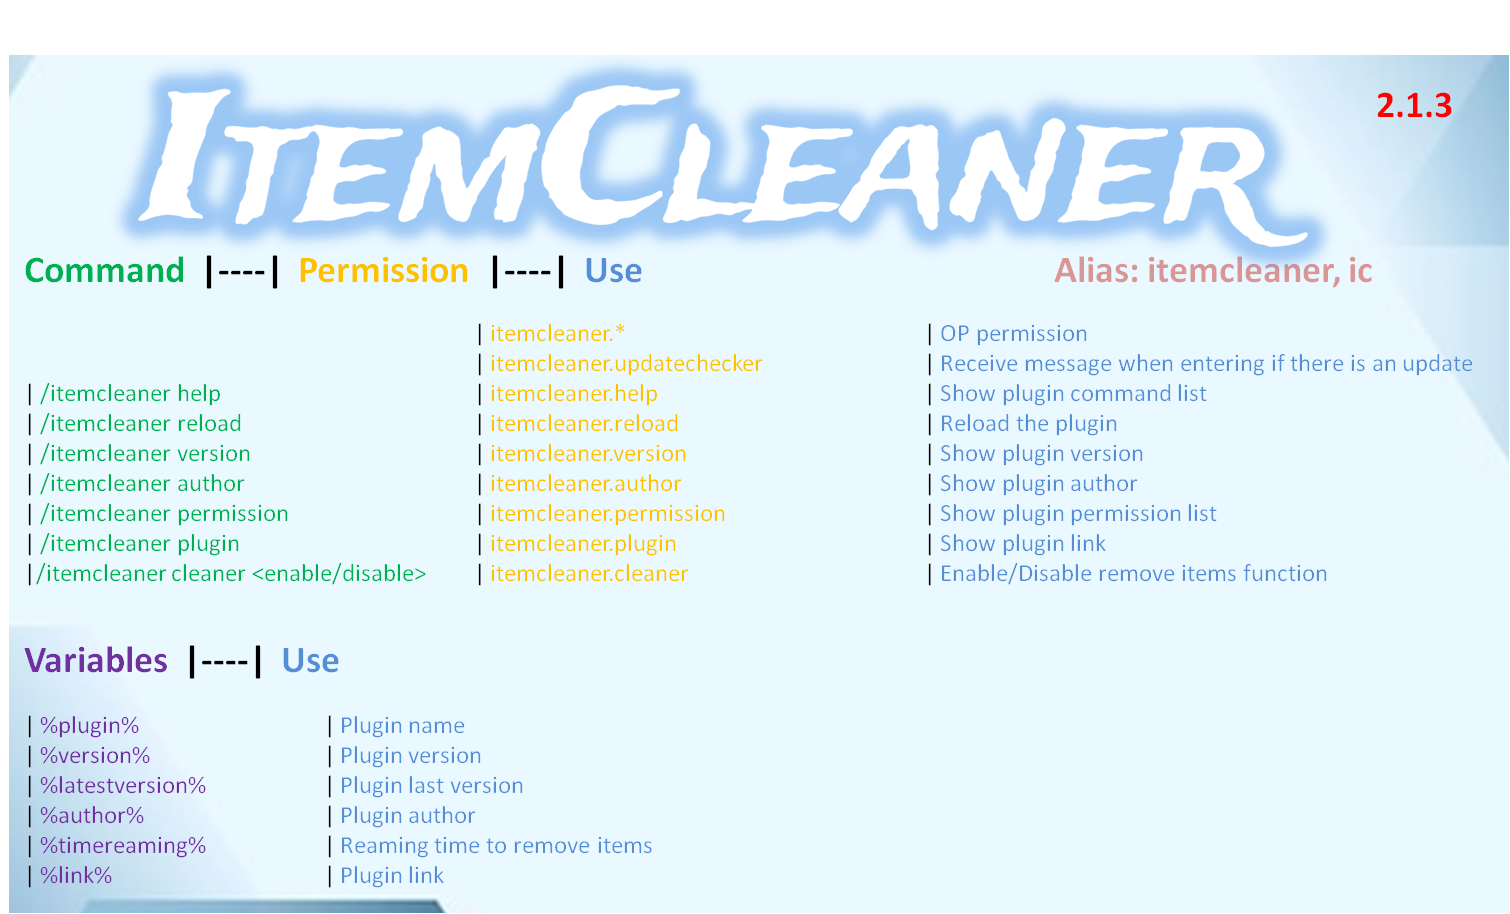 ITEMCLEANER
2.1.3
Command |----| Permission |----| Use Alias: itemcleaner, ic
| itemcleaner.* | OP permission
| itemcleaner.updatechecker | Receive message when entering if there is an update
| /itemcleaner help | itemcleaner.help | Show plugin command list
| /itemcleaner reload | itemcleaner.reload | Reload the plugin
| /itemcleaner version | itemcleaner.version | Show plugin version
| /itemcleaner author | itemcleaner.author | Show plugin author
| /itemcleaner permission | itemcleaner.permission | Show plugin permission list
| /itemcleaner plugin | itemcleaner.plugin | Show plugin link
|/itemcleaner cleaner <enable/disable> | itemcleaner.cleaner | Enable/Disable remove items function
Variables |----| Use
| %plugin% | Plugin name
| %version% | Plugin version
| %latestversion% | Plugin last version
| %author% | Plugin author
| %timereaming% | Reaming time to remove items
| %link% | Plugin link